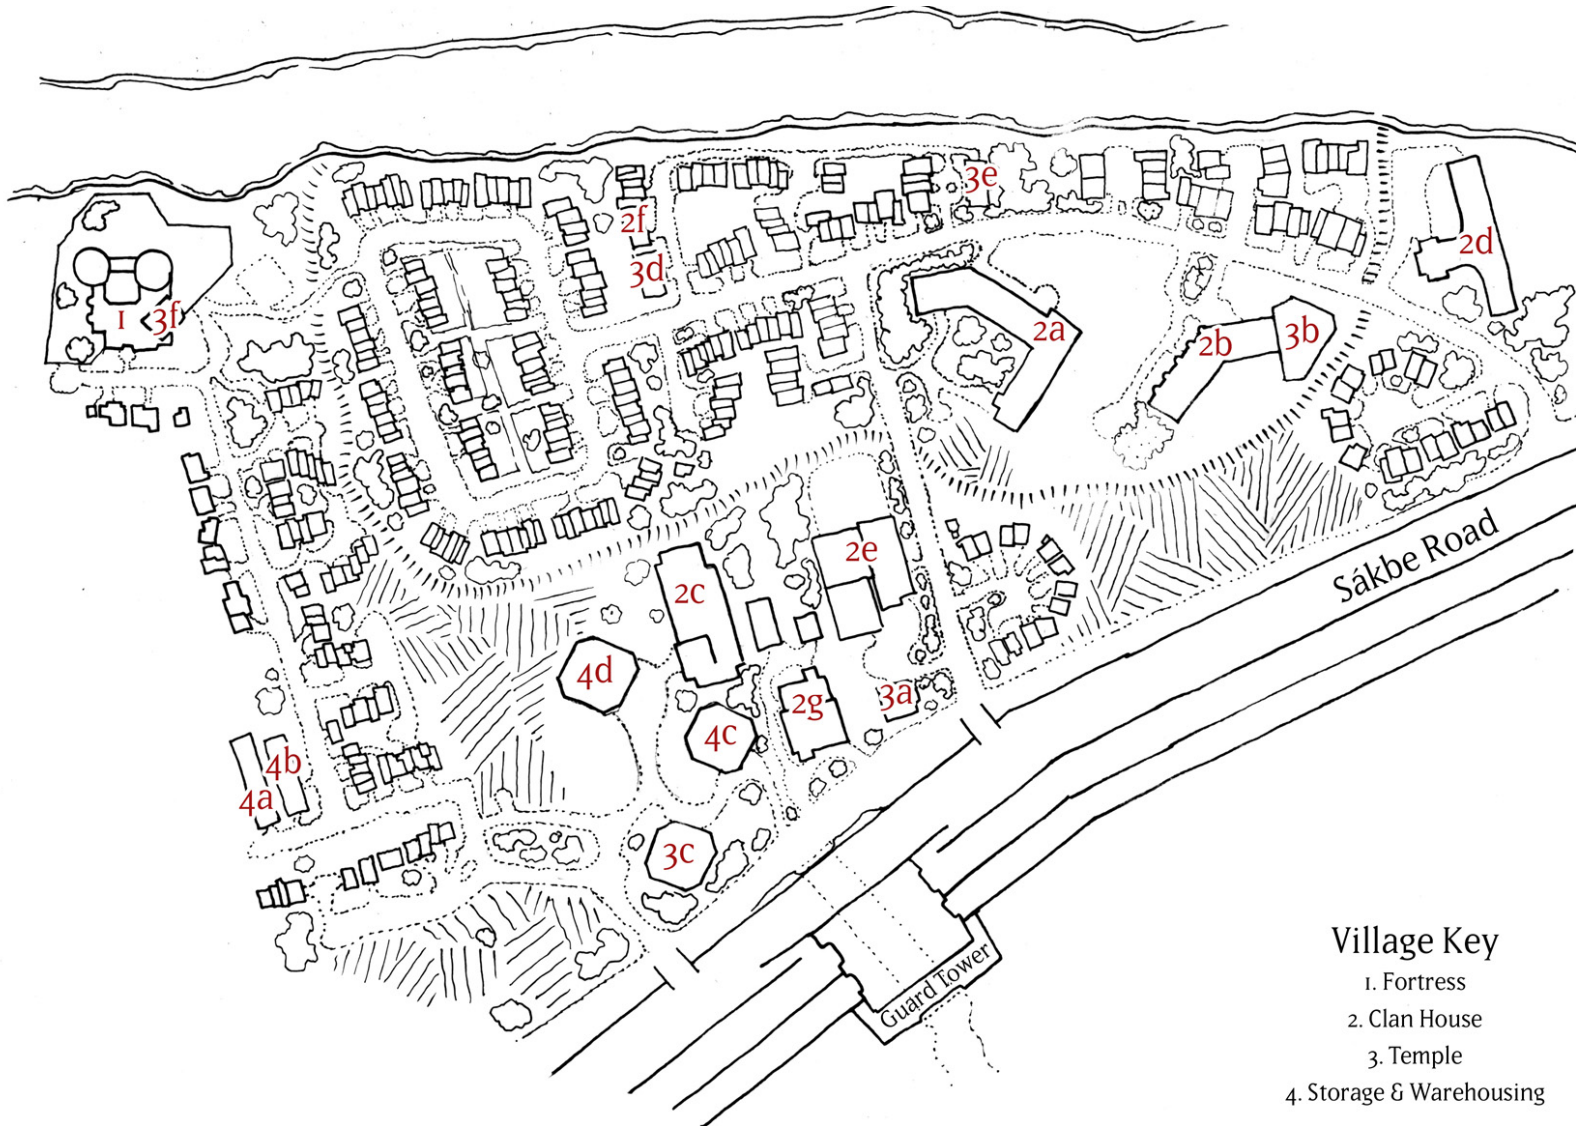 3e
2f
2d
3d
1
3f
2a
2b
3b
2e
Sákbe Road
2c
4d
2g
3a
4c
4b
4a
3c
Guard Tower
Village Key
1. Fortress
2. Clan House
3. Temple
4. Storage & Warehousing